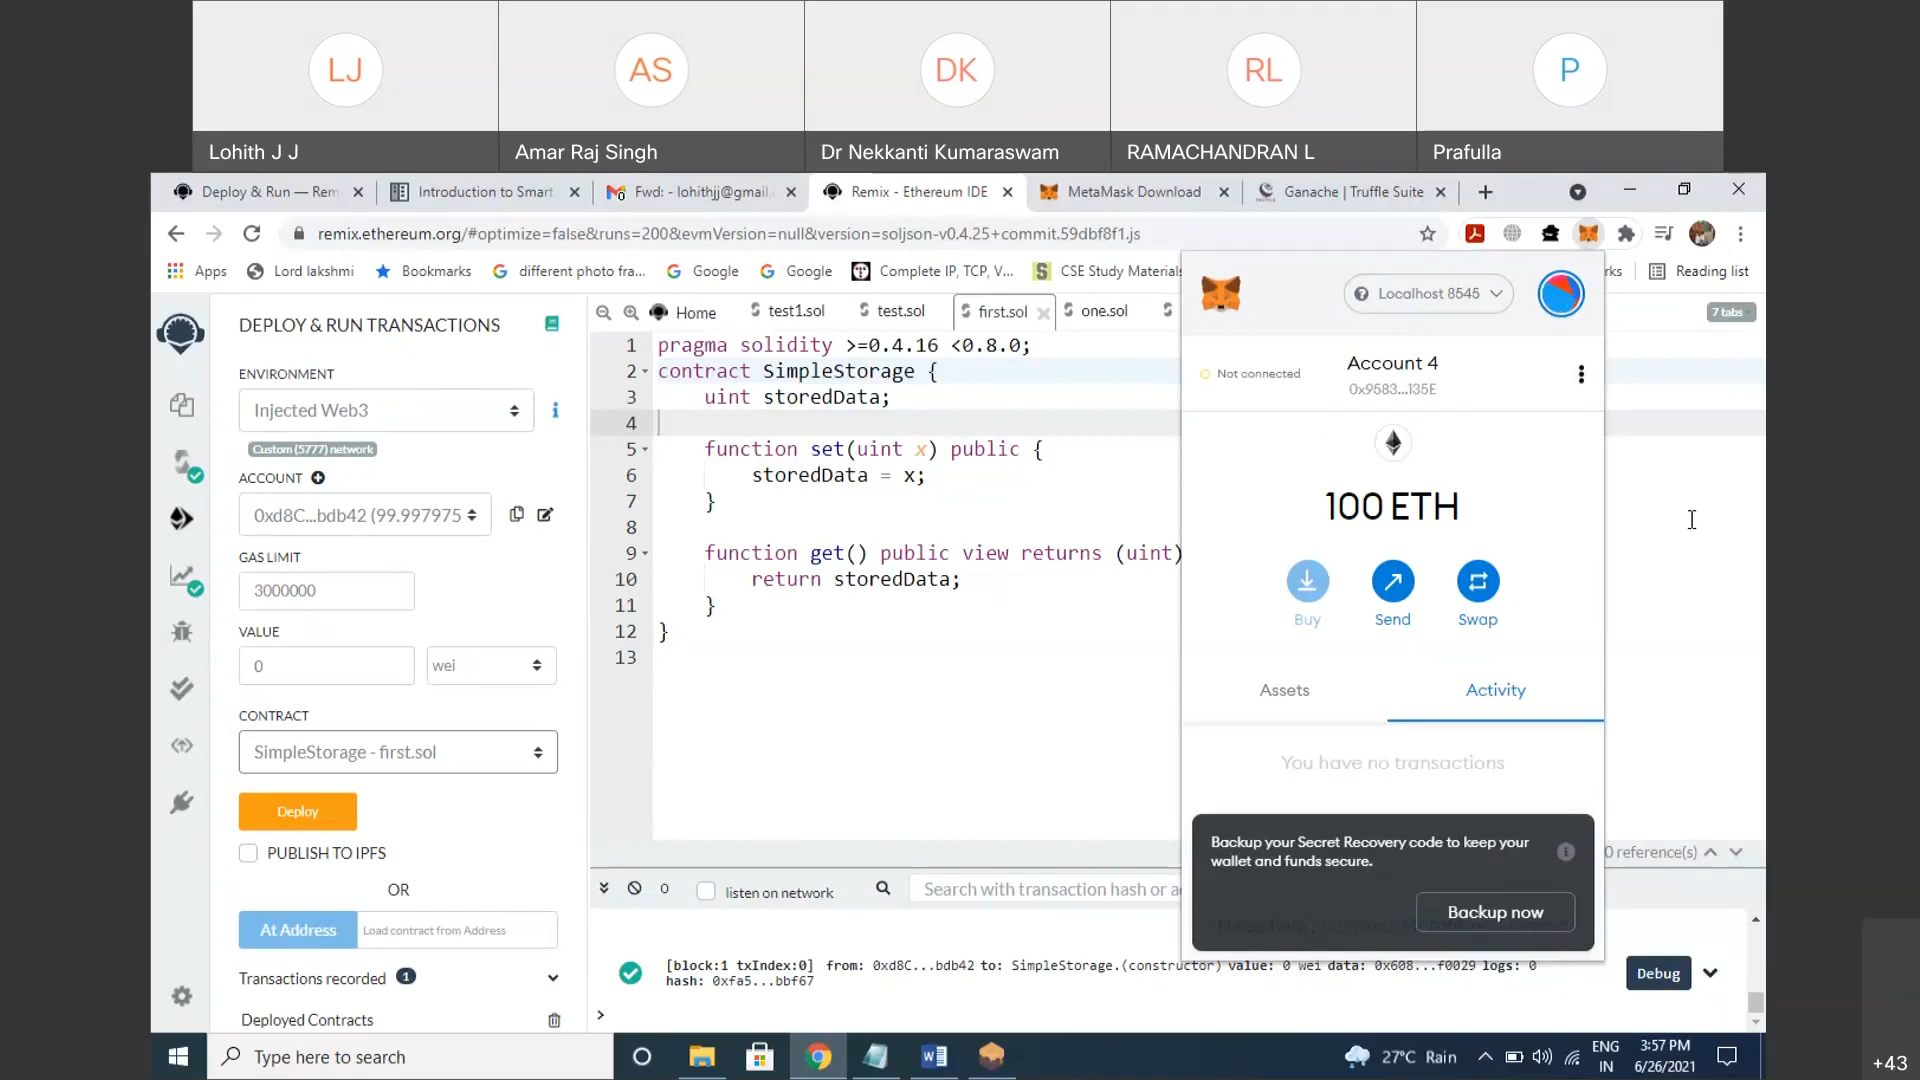 LJ
AS
DK
RL
P
Lohith J J
Amar Raj Singh
Dr Nekkanti Kumaraswam
RAMACHANDRAN L
Prafulla
Deploy & Run — Rem
Introduction to Smart
Fwd: - lohithjj@gmail.
Remix - Ethereum IDE
MetaMask Download
Ganache | Truffle Suite
remix.ethereum.org/#optimize=false&runs=200&evmVersion=null&version=soljson-v0.4.25+commit.59dbf8f1.js
Apps
Lord lakshmi
Bookmarks
different photo fra...
Google
Google
Complete IP, TCP, V...
CSE Study Materials
rks
Reading list
DEPLOY & RUN TRANSACTIONS
ENVIRONMENT
Injected Web3
Custom (5777) network
ACCOUNT
0xd8C...bdb42 (99.997975
GAS LIMIT
3000000
VALUE
0
wei
CONTRACT
SimpleStorage - first.sol
Deploy
PUBLISH TO IPFS
OR
At Address
Load contract from Address
Transactions recorded 1
Deployed Contracts
Home
test1.sol
test.sol
first.sol
one.sol
7 tabs
1 pragma solidity >=0.4.16 <0.8.0;
2 contract SimpleStorage {
3 uint storedData;
4
5 function set(uint x) public {
6 storedData = x;
7 }
8
9 function get() public view returns (uint)
10 return storedData;
11 }
12 }
13
Localhost 8545
Not connected
Account 4
0x9583...135E
100 ETH
Buy
Send
Swap
Assets
Activity
You have no transactions
Backup your Secret Recovery code to keep your
wallet and funds secure.
Backup now
0 reference(s)
0
listen on network
Search with transaction hash or a
[block:1 txIndex:0] from: 0xd8C...bdb42 to: SimpleStorage.(constructor) value: 0 wei data: 0x608...f0029 logs: 0
hash: 0xfa5...bbf67
Debug
>
Type here to search
27°C Rain
ENG
IN
3:57 PM
6/26/2021
+43